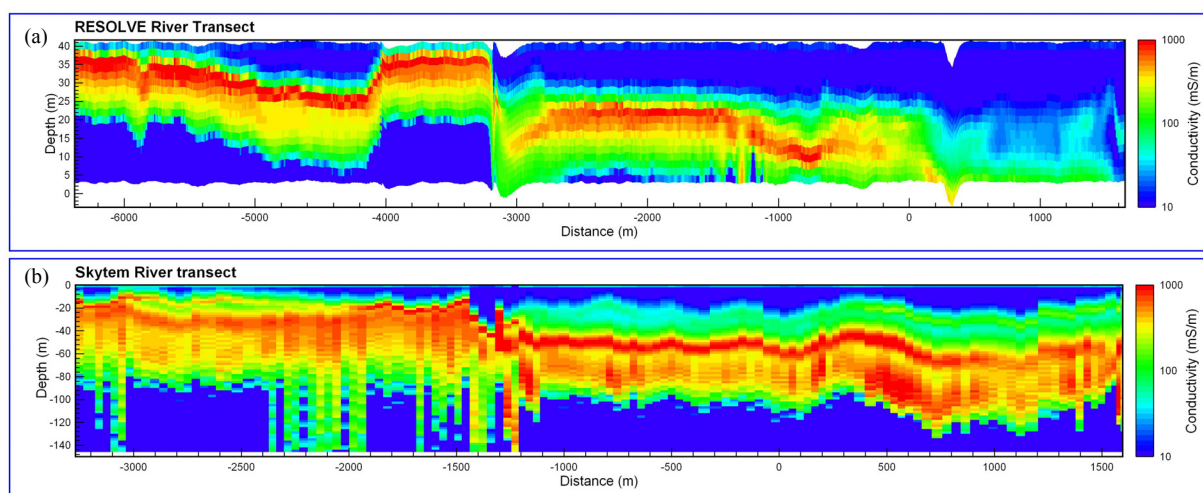 (a)
RESOLVE River Transect
40
35
30
25
20
15
10
5
0
Depth (m)
-6000 -5000 -4000 -3000 -2000 -1000 0 1000
Distance (m)
1000
100
10
Conductivity (mS/m)
(b)
Skytem River transect
0
-20
-40
-60
-80
-100
-120
-140
Depth (m)
-3000 -2500 -2000 -1500 -1000 -500 0 500 1000 1500
Distance (m)
1000
100
10
Conductivity (mS/m)